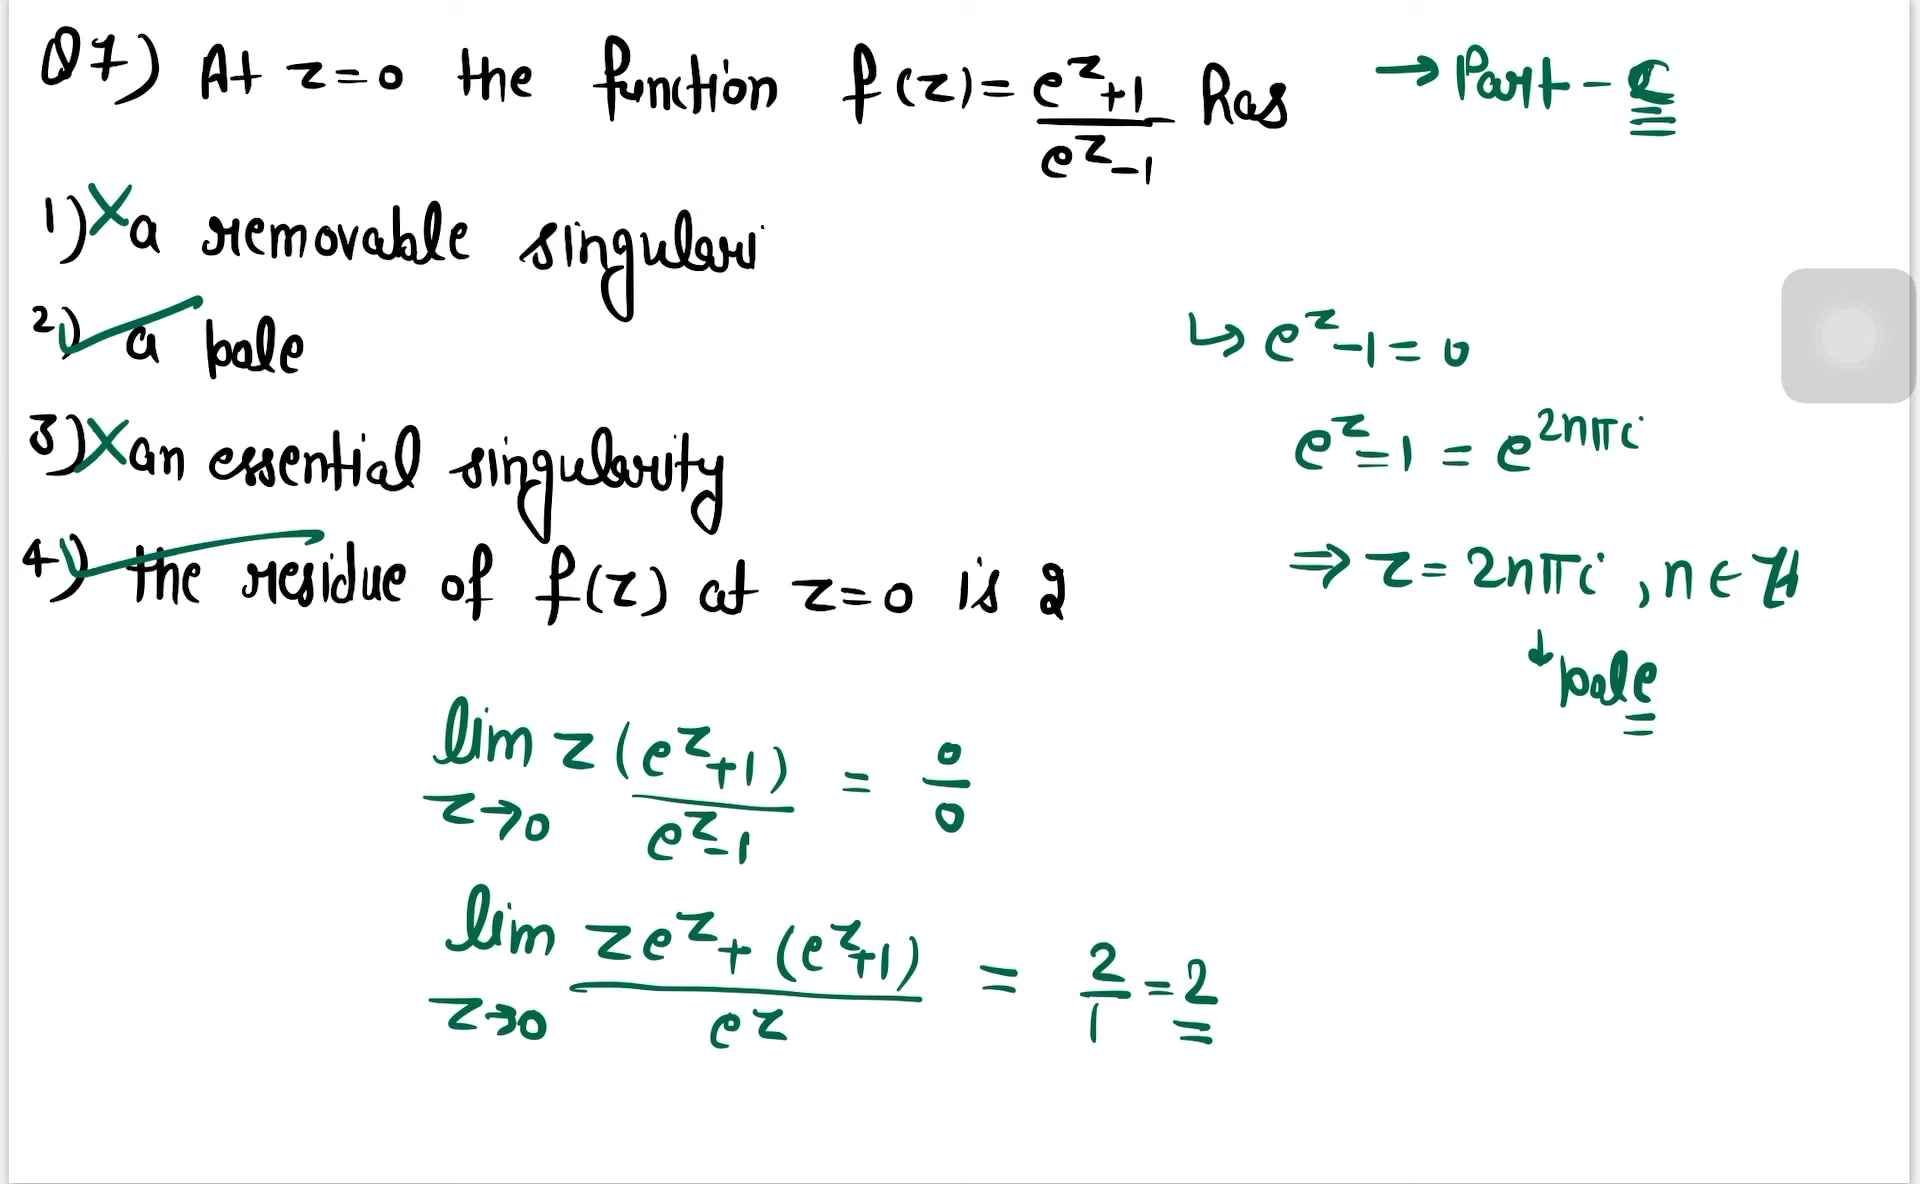 Q7) At z=0 the function f(z)= e^z+1 / e^z-1 has → Part - C
1) X a removable singulari
2) ✓ a pole
3) X an essential singularity
4) ✓ the residue of f(z) at z=0 is 2
↳ e^z-1=0
e^z=1 = e^2nπi
⇒ z= 2nπi , n∈Z
↓ pole
lim z→0 z(e^z+1) / e^z-1 = 0/0
lim z→0 ze^z+(e^z+1) / e^z = 2/1 = 2